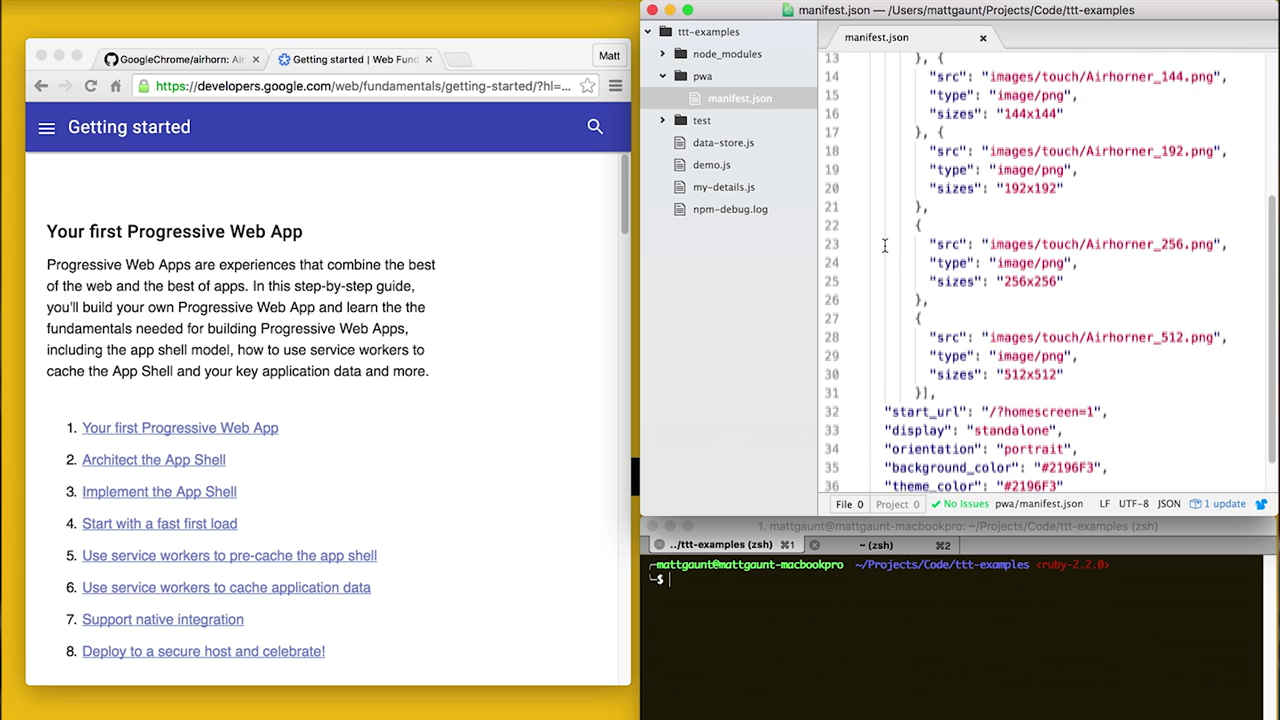 GoogleChrome/airhorn: Ai
Getting started | Web Fund
Matt
https://developers.google.com/web/fundamentals/getting-started/?hl=...
Getting started
Your first Progressive Web App
Progressive Web Apps are experiences that combine the best
of the web and the best of apps. In this step-by-step guide,
you'll build your own Progressive Web App and learn the the
fundamentals needed for building Progressive Web Apps,
including the app shell model, how to use service workers to
cache the App Shell and your key application data and more.
1. Your first Progressive Web App
2. Architect the App Shell
3. Implement the App Shell
4. Start with a fast first load
5. Use service workers to pre-cache the app shell
6. Use service workers to cache application data
7. Support native integration
8. Deploy to a secure host and celebrate!
manifest.json — /Users/mattgaunt/Projects/Code/ttt-examples
ttt-examples
node_modules
pwa
manifest.json
test
data-store.js
demo.js
my-details.js
npm-debug.log
manifest.json
13 }, {
14 "src": "images/touch/Airhorner_144.png",
15 "type": "image/png",
16 "sizes": "144x144"
17 }, {
18 "src": "images/touch/Airhorner_192.png",
19 "type": "image/png",
20 "sizes": "192x192"
21 },
22 {
23 "src": "images/touch/Airhorner_256.png",
24 "type": "image/png",
25 "sizes": "256x256"
26 },
27 {
28 "src": "images/touch/Airhorner_512.png",
29 "type": "image/png",
30 "sizes": "512x512"
31 }],
32 "start_url": "/?homescreen=1",
33 "display": "standalone",
34 "orientation": "portrait",
35 "background_color": "#2196F3",
36 "theme_color": "#2196F3"
File 0 Project 0 No Issues pwa/manifest.json LF UTF-8 JSON 1 update
1. mattgaunt@mattgaunt-macbookpro: ~/Projects/Code/ttt-examples (zsh)
../ttt-examples (zsh) ⌘1 ~ (zsh) ⌘2
mattgaunt@mattgaunt-macbookpro ~/Projects/Code/ttt-examples <ruby-2.2.0>
$